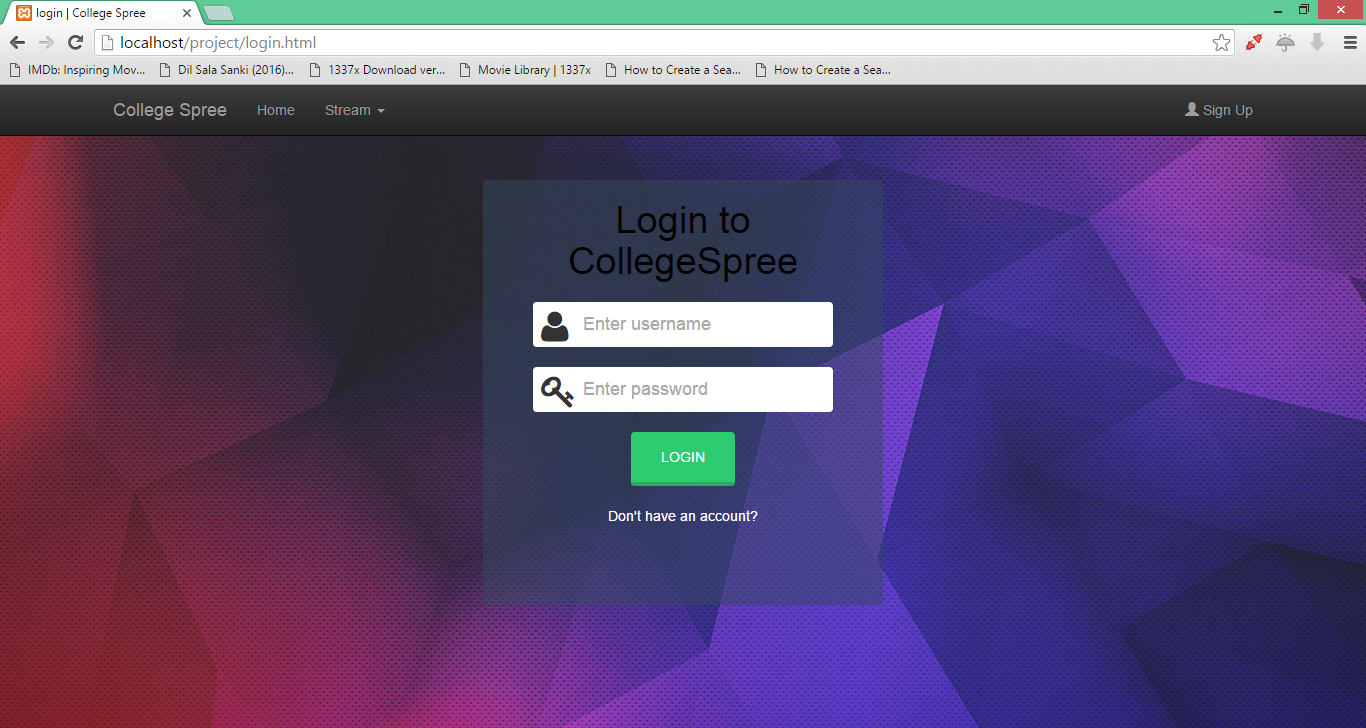 login | College Spree
localhost/project/login.html
IMDb: Inspiring Mov... Dil Sala Sanki (2016)... 1337x Download ver... Movie Library | 1337x How to Create a Sea... How to Create a Sea...
College Spree Home Stream Sign Up
Login to
CollegeSpree
Enter username
Enter password
LOGIN
Don't have an account?